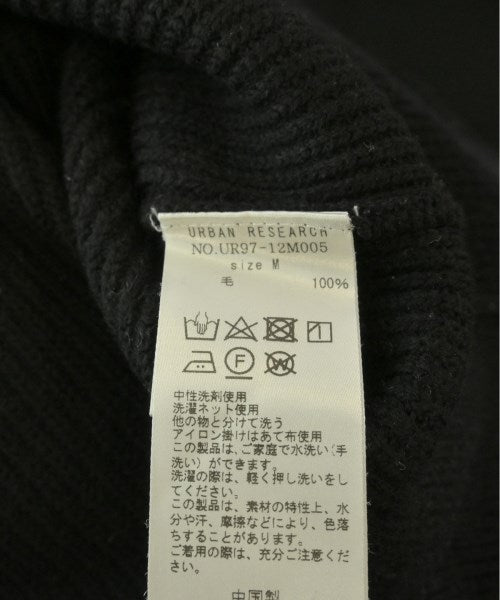 URBAN RESEARCH
NO.UR97-12M005
size M
毛 100%
F W
中性洗剤使用
洗濯ネット使用
他の物と分けて洗う
アイロン掛けはあて布使用
この製品は、ご家庭で水洗い(手
洗い)ができます。
洗濯の際は、軽く押し洗いをし
てください。
この製品は、素材の特性上、水
分や汗、摩擦などにより、色落
ちすることがあります。
ご着用の際は、充分ご注意くだ
さい。
中国製